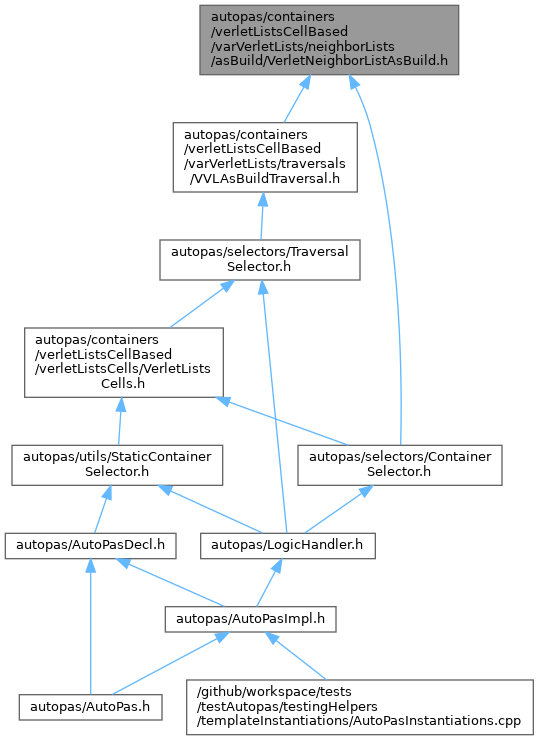 autopas/containers
/verletListsCellBased
/varVerletLists/neighborLists
/asBuild/VerletNeighborListAsBuild.h
autopas/containers
/verletListsCellBased
/varVerletLists/traversals
/VVLAsBuildTraversal.h
autopas/selectors/Traversal
Selector.h
autopas/containers
/verletListsCellBased
/verletListsCells/VerletLists
Cells.h
autopas/utils/StaticContainer
Selector.h
autopas/selectors/Container
Selector.h
autopas/AutoPasDecl.h
autopas/LogicHandler.h
autopas/AutoPasImpl.h
autopas/AutoPas.h
/github/workspace/tests
/testAutopas/testingHelpers
/templateInstantiations/AutoPasInstantiations.cpp